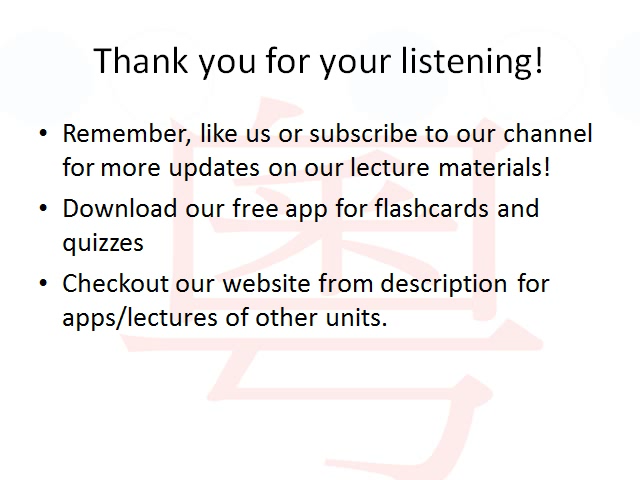 Thank you for your listening!
• Remember, like us or subscribe to our channel
for more updates on our lecture materials!
• Download our free app for flashcards and
quizzes
• Checkout our website from description for
apps/lectures of other units.
粤